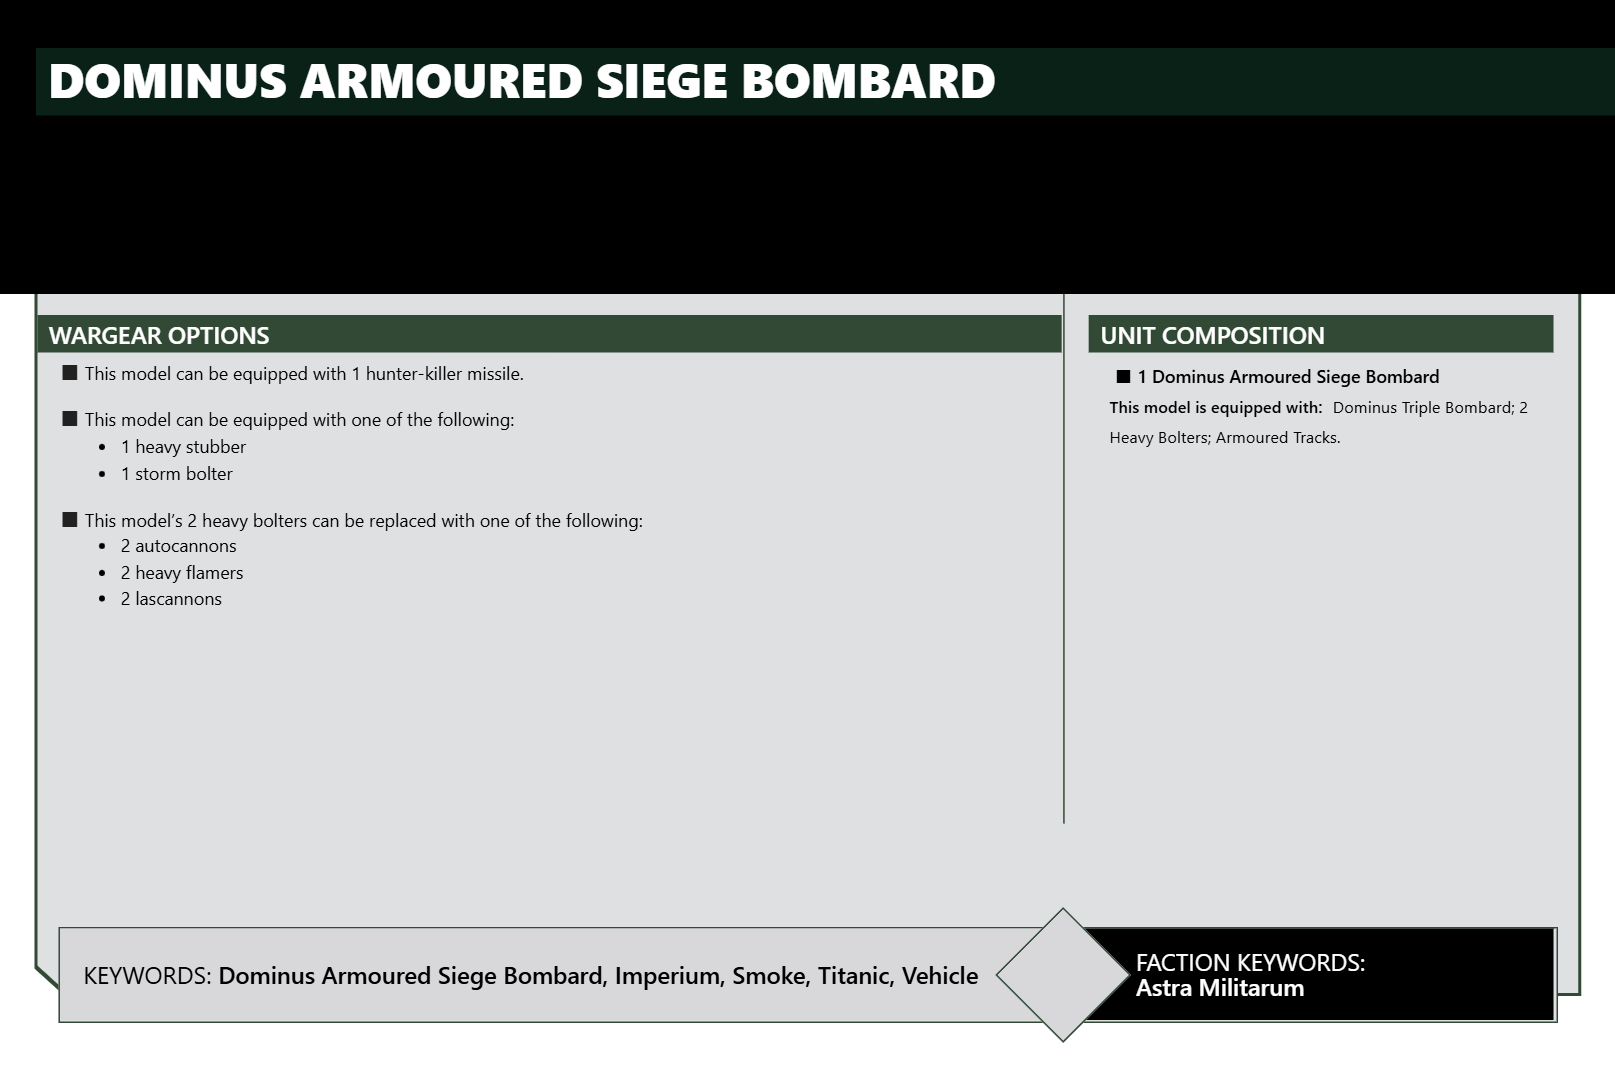 DOMINUS ARMOURED SIEGE BOMBARD
WARGEAR OPTIONS
■ This model can be equipped with 1 hunter-killer missile.
■ This model can be equipped with one of the following:
• 1 heavy stubber
• 1 storm bolter
■ This model’s 2 heavy bolters can be replaced with one of the following:
• 2 autocannons
• 2 heavy flamers
• 2 lascannons
UNIT COMPOSITION
■ 1 Dominus Armoured Siege Bombard
This model is equipped with: Dominus Triple Bombard; 2
Heavy Bolters; Armoured Tracks.
KEYWORDS: Dominus Armoured Siege Bombard, Imperium, Smoke, Titanic, Vehicle
FACTION KEYWORDS:
Astra Militarum